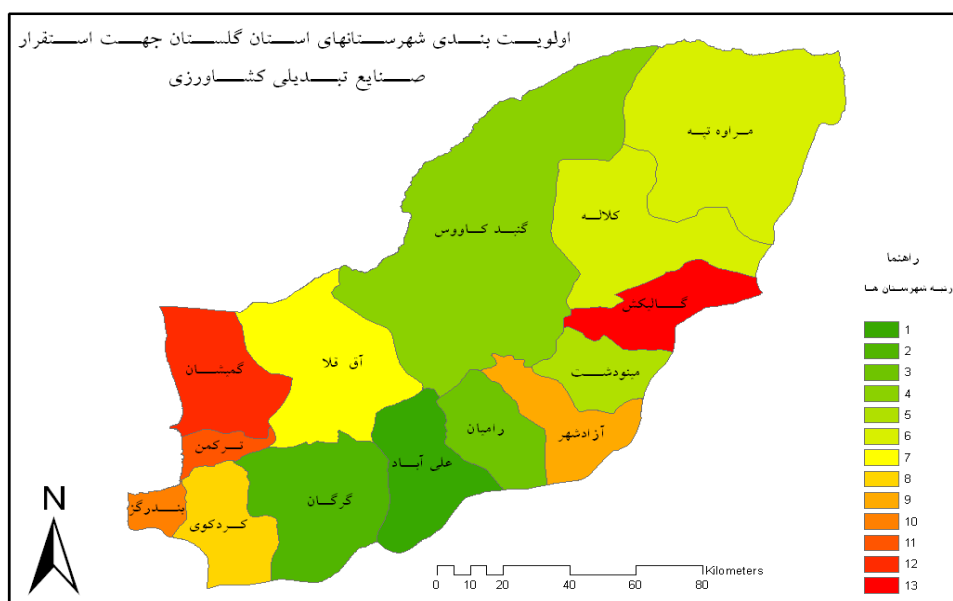 اولویت بندی شهرستانهای استان گلستان جهت استقرار
صنایع تبدیلی کشاورزی
مراوه تپه
کلاله
گنبد کاووس
گالیکش
مینودشت
آزادشهر
رامیان
علی آباد
آق قلا
گمیشان
ترکمن
بندرگز
کردکوی
گرگان
راهنما
رتبه شهرستان ها
1
2
3
4
5
6
7
8
9
10
11
12
13
N
Kilometers
0 10 20 40 60 80